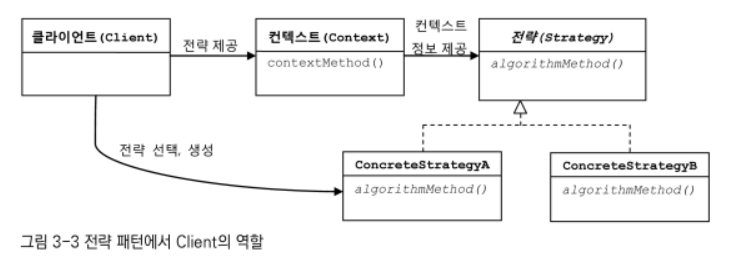 클라이언트(Client)
전략 제공
컨텍스트(Context)
contextMethod()
컨텍스트
정보 제공
전략(Strategy)
algorithmMethod()
전략 선택, 생성
ConcreteStrategyA
algorithmMethod()
ConcreteStrategyB
algorithmMethod()
그림 3-3 전략 패턴에서 Client의 역할